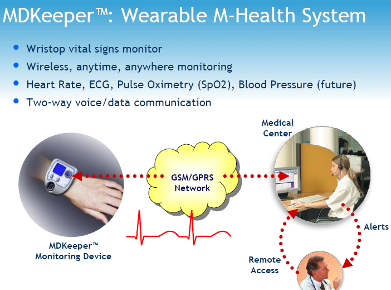 MDKeeper™: Wearable M-Health System
• Wristop vital signs monitor
• Wireless, anytime, anywhere monitoring
• Heart Rate, ECG, Pulse Oximetry (SpO2), Blood Pressure (future)
• Two-way voice/data communication
Medical
Center
GSM/GPRS
Network
MDKeeper™
Monitoring Device
Alerts
Remote
Access